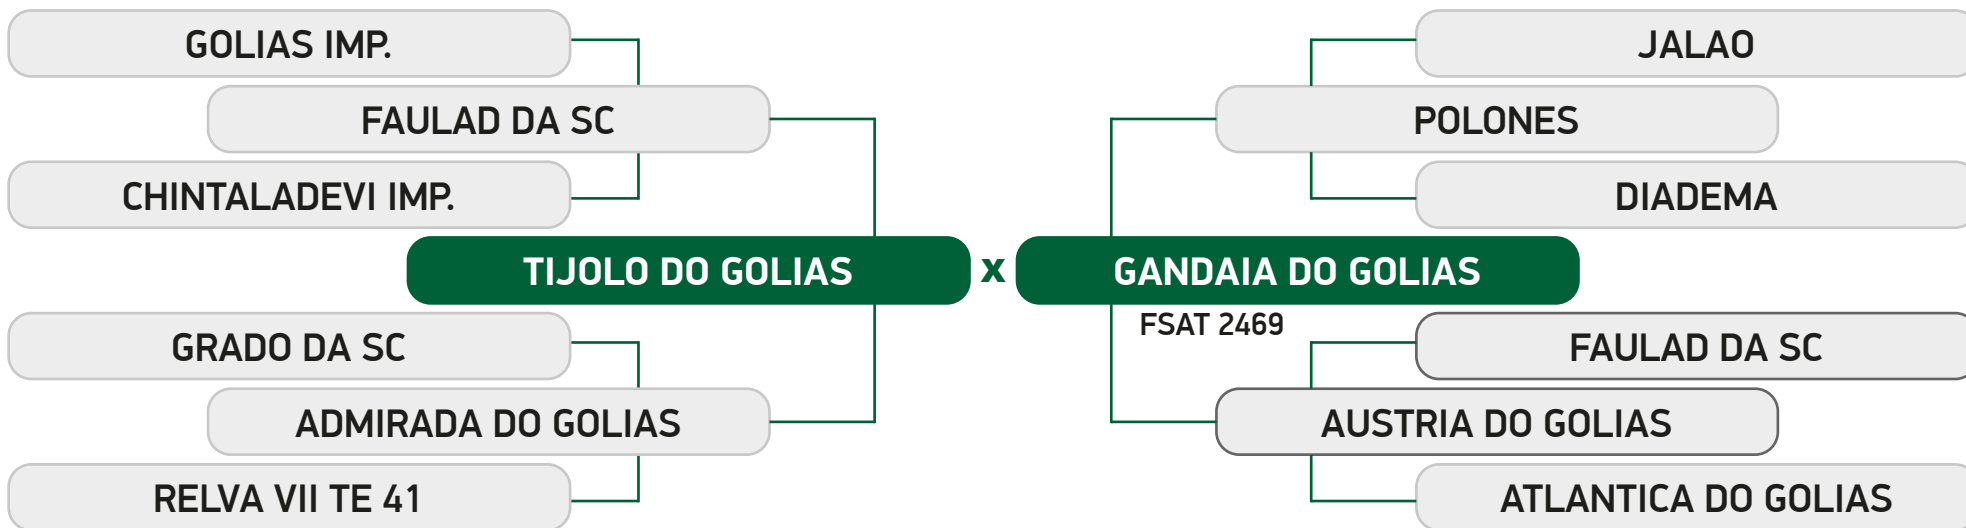 GOLIAS IMP.
FAULAD DA SC
CHINTALADEVI IMP.
TIJOLO DO GOLIAS
GRADO DA SC
ADMIRADA DO GOLIAS
RELVA VII TE 41
x
JALAO
POLONES
DIADEMA
GANDAIA DO GOLIAS
FSAT 2469
FAULAD DA SC
AUSTRIA DO GOLIAS
ATLANTICA DO GOLIAS